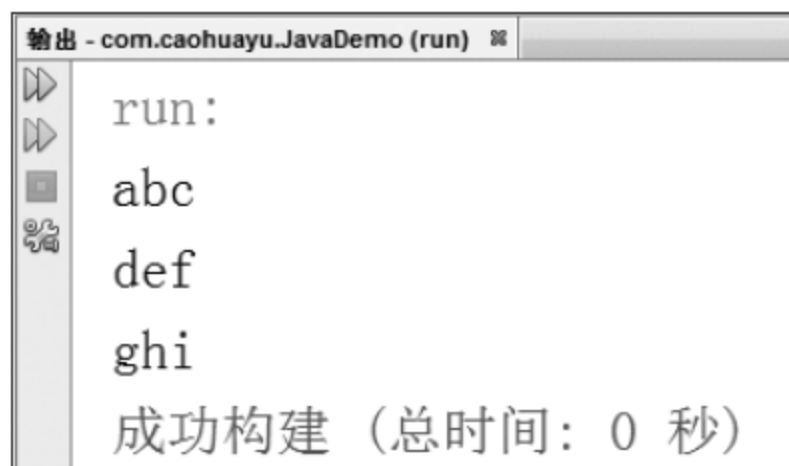 输出 - com.caohuayu.JavaDemo (run)
run:
abc
def
ghi
成功构建 (总时间: 0 秒)